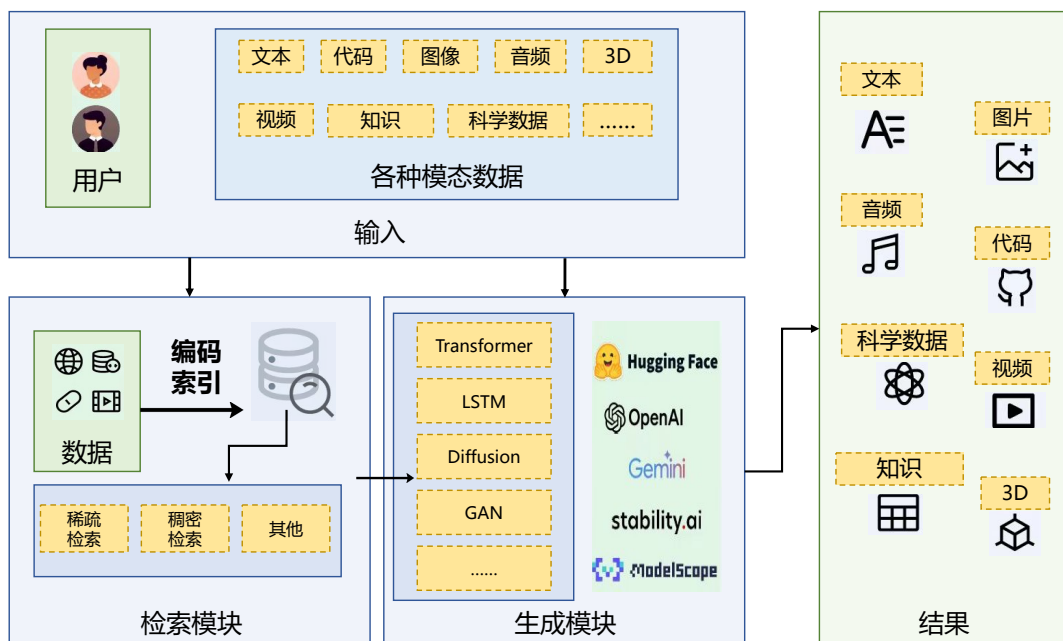 文本 代码 图像 音频 3D
视频 知识 科学数据 ......
用户
各种模态数据
输入
编码
索引
数据
稀疏
检索
稠密
检索
其他
检索模块
Transformer
LSTM
Diffusion
GAN
......
Hugging Face
OpenAI
Gemini
stability.ai
ModelScope
生成模块
文本
图片
音频
代码
科学数据
视频
知识
3D
结果